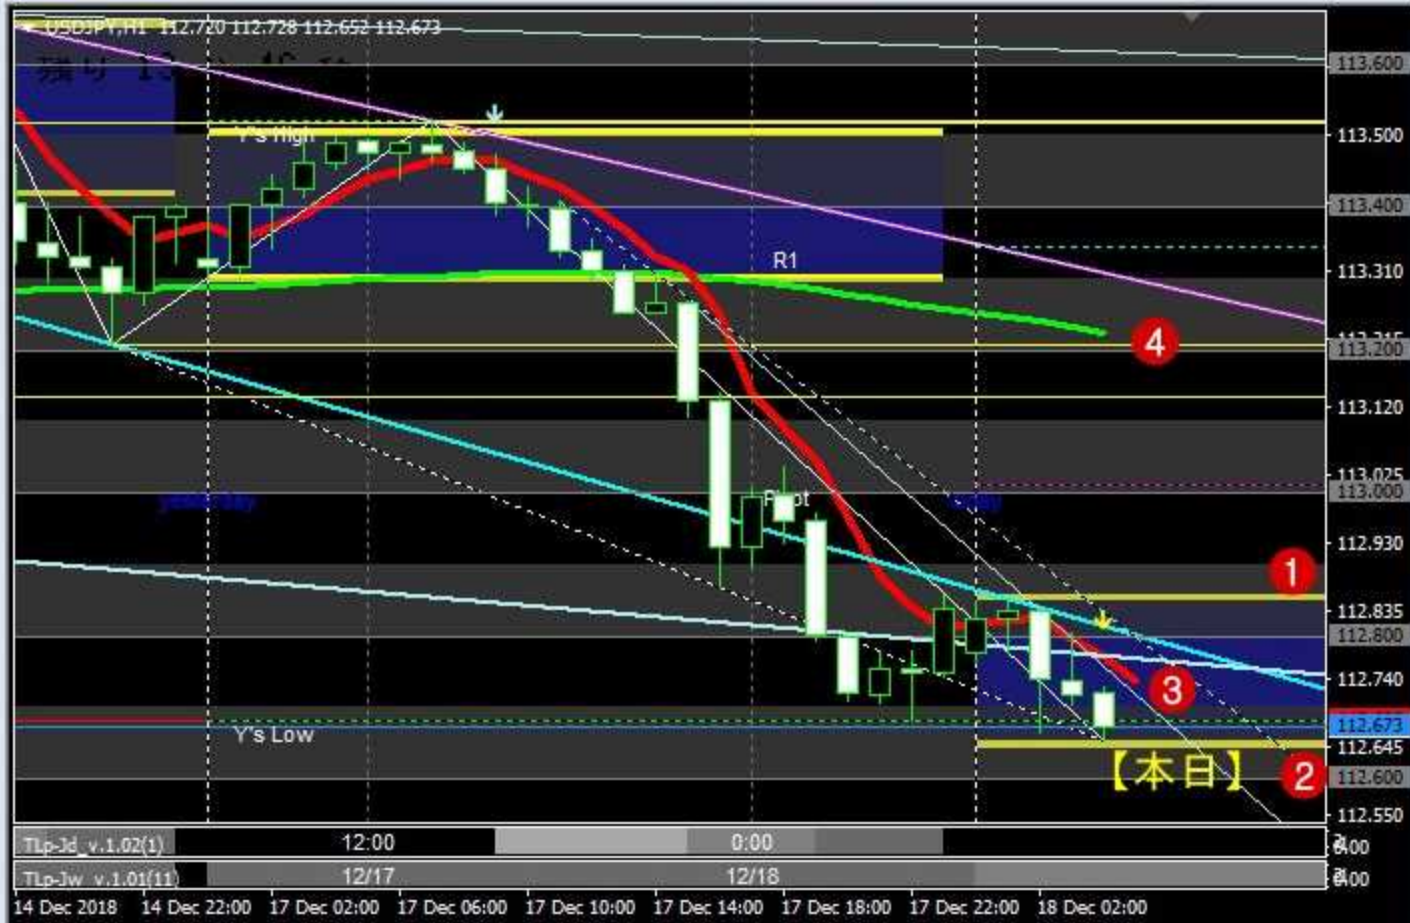 USDJPY,H1 112.720 112.728 112.652 112.673
残り
113.600
Y's High
113.500
113.400
R1
113.310
4
113.200
113.120
113.025
yesterday
113.000
112.930
1
112.835
112.800
3
112.740
112.673
Y's Low
112.645
【本日】
2
112.600
112.550
TLp-Jd_v.1.02(1)
12:00
0:00
TLp-Jw_v.1.01(11)
12/17
12/18
14 Dec 2018
14 Dec 22:00
17 Dec 02:00
17 Dec 06:00
17 Dec 10:00
17 Dec 14:00
17 Dec 18:00
17 Dec 22:00
18 Dec 02:00